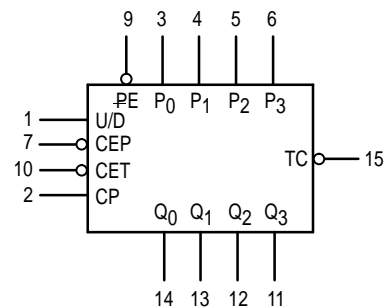 9 3 4 5 6
PE P0 P1 P2 P3
1 U/D
7 CEP
10 CET
2 CP
TC 15
Q0 Q1 Q2 Q3
14 13 12 11